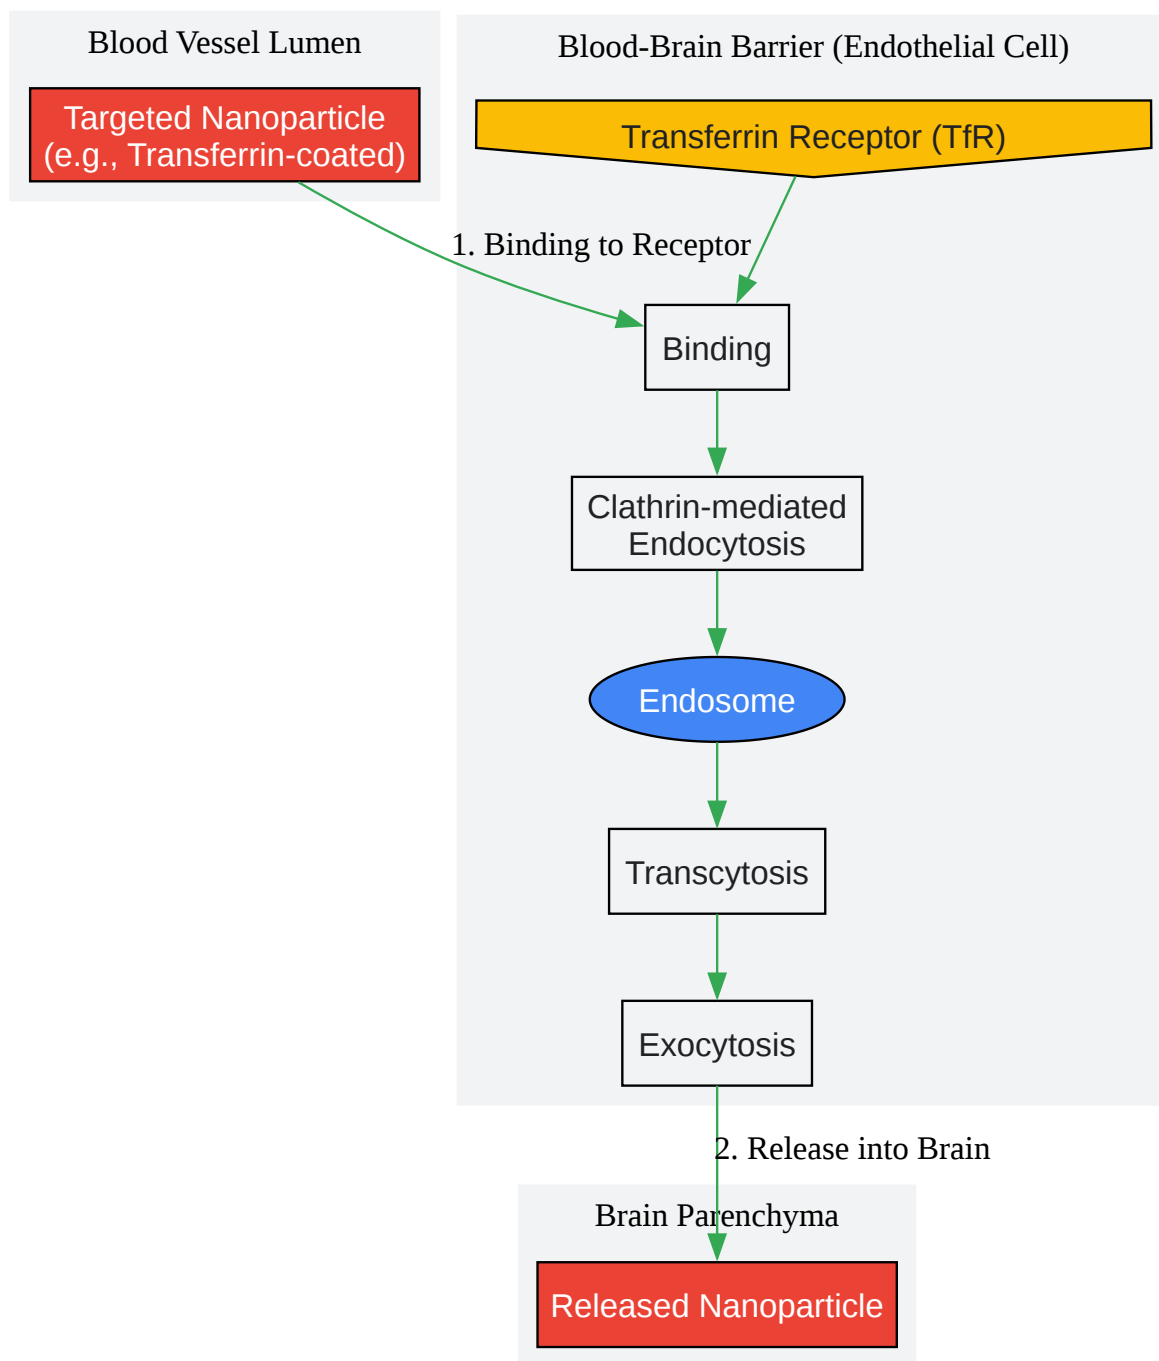 Blood Vessel Lumen
Targeted Nanoparticle
(e.g., Transferrin-coated)
Blood-Brain Barrier (Endothelial Cell)
Transferrin Receptor (TfR)
1. Binding to Receptor
Binding
Clathrin-mediated
Endocytosis
Endosome
Transcytosis
Exocytosis
2. Release into Brain
Brain Parenchyma
Released Nanoparticle